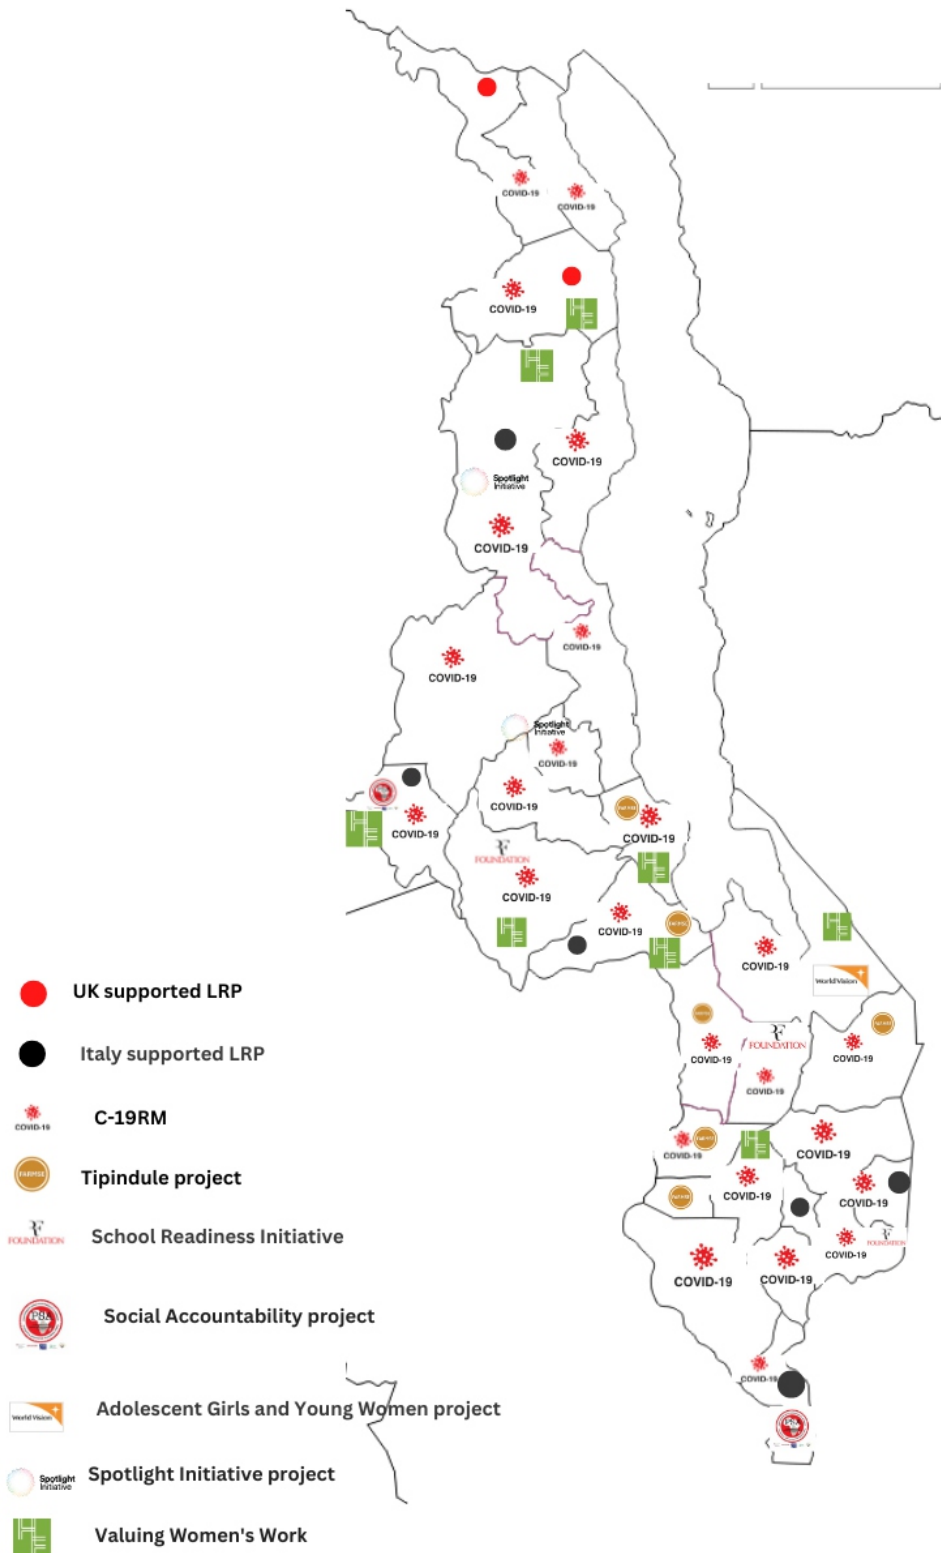 COVID-19
COVID-19
COVID-19
COVID-19
Spotlight
Initiative
COVID-19
COVID-19
COVID-19
Spotlight
Initiative
COVID-19
COVID-19
COVID-19
COVID-19
FOUNDATION
COVID-19
COVID-19
COVID-19
World Vision
UK supported LRP
FOUNDATION
COVID-19
COVID-19
Italy supported LRP
COVID-19
C-19RM
COVID-19
COVID-19
COVID-19
Tipindule project
COVID-19
COVID-19
FOUNDATION
School Readiness Initiative
FOUNDATION
COVID-19
COVID-19
COVID-19
Social Accountability project
COVID-19
World Vision
Adolescent Girls and Young Women project
Spotlight
Initiative
Spotlight Initiative project
Valuing Women's Work